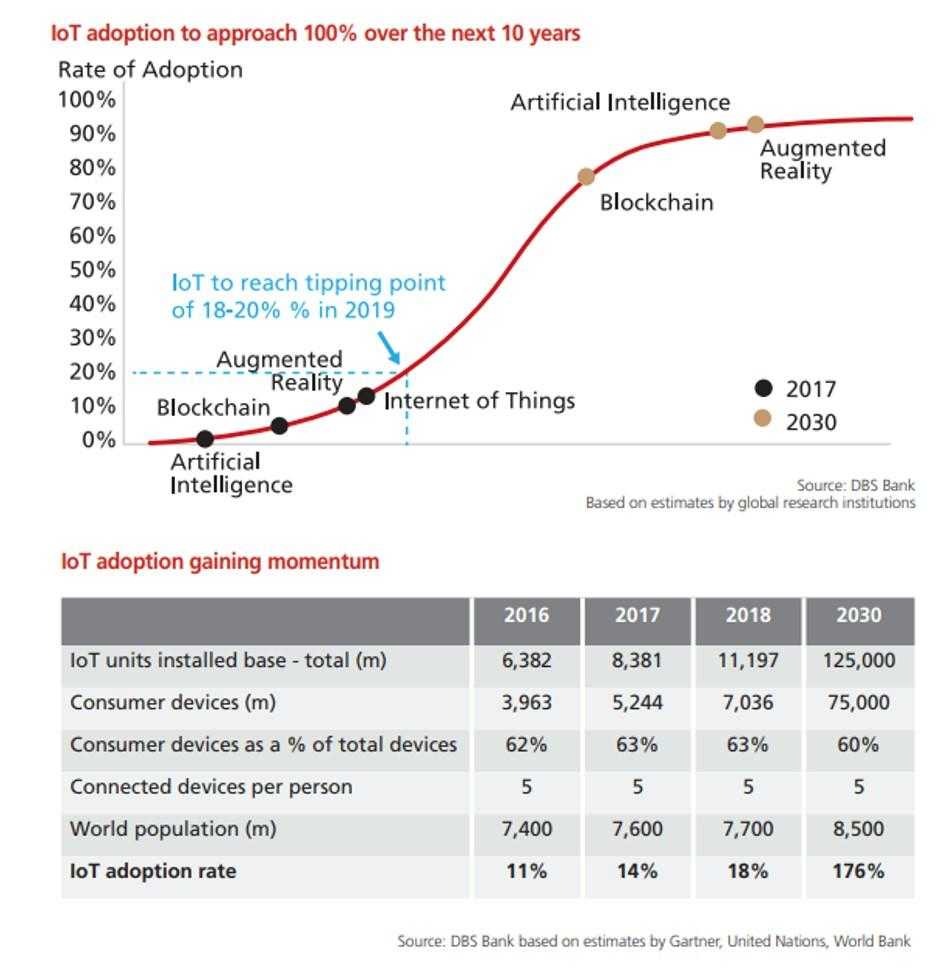 IoT adoption to approach 100% over the next 10 years
Rate of Adoption
100%
90%
80%
70%
60%
50%
40%
30%
20%
10%
0%
Artificial Intelligence
Augmented
Reality
Blockchain
IoT to reach tipping point
of 18-20% % in 2019
Augmented
Reality
Internet of Things
Blockchain
Artificial
Intelligence
2017
2030
Source: DBS Bank
Based on estimates by global research institutions
IoT adoption gaining momentum
2016 2017 2018 2030
IoT units installed base - total (m) 6,382 8,381 11,197 125,000
Consumer devices (m) 3,963 5,244 7,036 75,000
Consumer devices as a % of total devices 62% 63% 63% 60%
Connected devices per person 5 5 5 5
World population (m) 7,400 7,600 7,700 8,500
IoT adoption rate 11% 14% 18% 176%
Source: DBS Bank based on estimates by Gartner, United Nations, World Bank